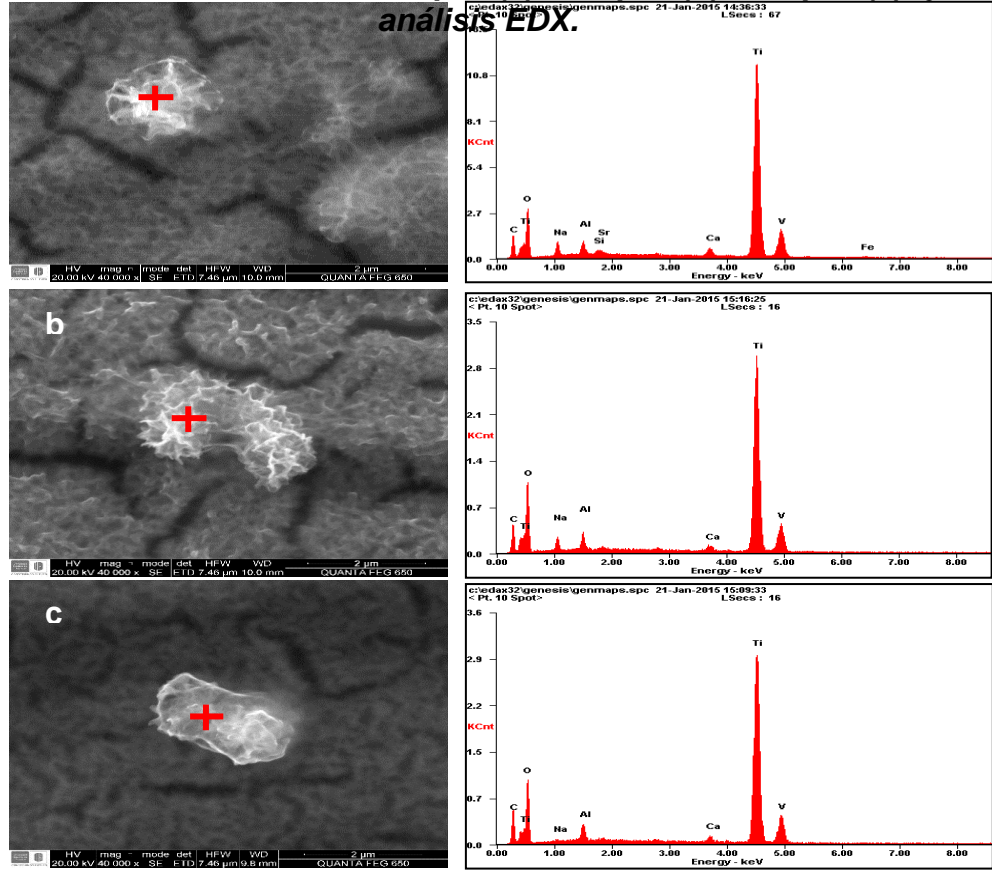 análisis EDX.
c:\edax32\genesis\genmaps.spc 21-Jan-2015 14:36:33
LSecs : 67
10.8
8.1
KCnt
5.4
2.7
0.0
C
O
Ti
Na
Al
Si
Sr
Ca
Ti
V
Fe
0.00 1.00 2.00 3.00 4.00 5.00 6.00 7.00 8.00
Energy - keV
HV mag mode det HFW WD 2 µm
20.00 kV 40 000 x SE ETD 7.46 µm 10.0 mm QUANTA FEG 650
b
c:\edax32\genesis\genmaps.spc 21-Jan-2015 15:16:25
< Pt. 10 Spot> LSecs : 16
3.5
2.8
2.1
KCnt
1.4
0.7
0.0
C
O
Ti
Na
Al
Ca
Ti
V
0.00 1.00 2.00 3.00 4.00 5.00 6.00 7.00 8.00
Energy - keV
HV mag mode det HFW WD 2 µm
20.00 kV 40 000 x SE ETD 7.46 µm 10.0 mm QUANTA FEG 650
c
c:\edax32\genesis\genmaps.spc 21-Jan-2015 15:09:33
< Pt. 10 Spot> LSecs : 16
3.6
2.9
2.2
KCnt
1.5
0.7
0.0
C
O
Ti
Na
Al
Ca
Ti
V
0.00 1.00 2.00 3.00 4.00 5.00 6.00 7.00 8.00
Energy - keV
HV mag mode det HFW WD 2 µm
20.00 kV 40 000 x SE ETD 7.46 µm 9.8 mm QUANTA FEG 650